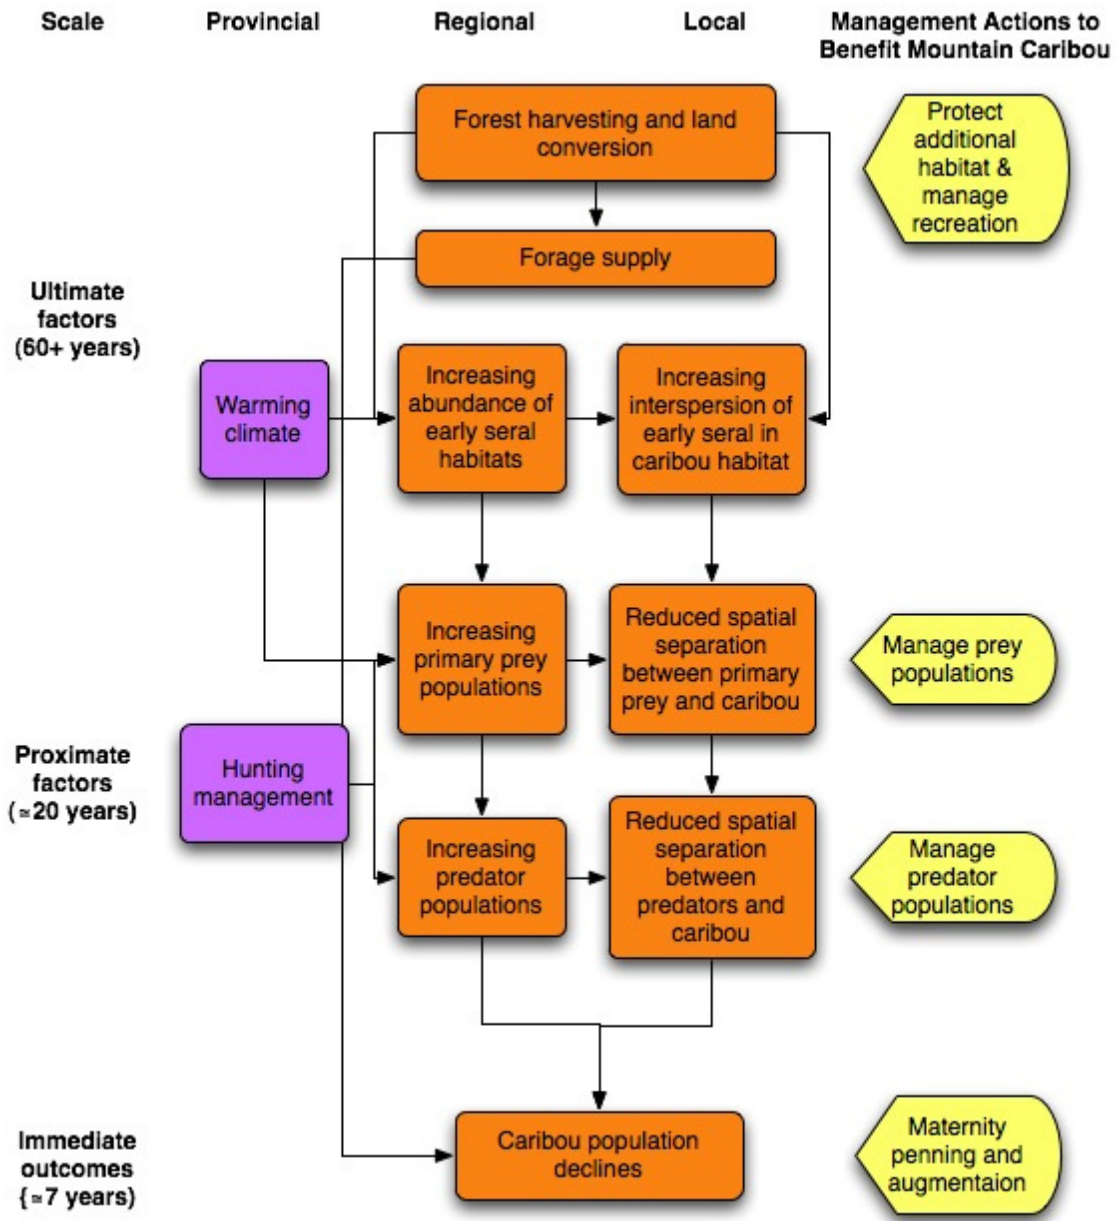 Scale
Provincial
Regional
Local
Management Actions to
Benefit Mountain Caribou
Forest harvesting and land
conversion
Protect
additional
habitat &
manage
recreation
Forage supply
Ultimate
factors
(60+ years)
Warming
climate
Increasing
abundance of
early seral
habitats
Increasing
interspersion of
early seral in
caribou habitat
Increasing
primary prey
populations
Reduced spatial
separation
between primary
prey and caribou
Manage prey
populations
Proximate
factors
(≈20 years)
Hunting
management
Increasing
predator
populations
Reduced spatial
separation
between
predators and
caribou
Manage
predator
populations
Immediate
outcomes
{≈7 years)
Caribou population
declines
Maternity
penning and
augmentaion